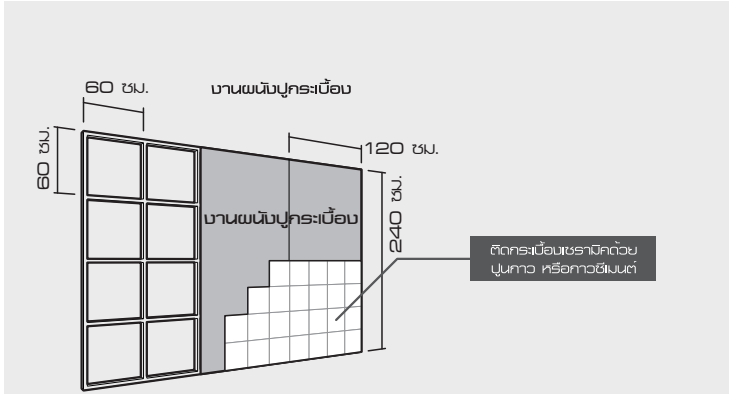 60 ซม.
งานผนังปูกระเบื้อง
60 ซม.
120 ซม.
งานผนังปูกระเบื้อง
240 ซม.
ติดกระเบื้องเซรามิคด้วย
ปูนกาว หรือกาวซีเมนต์